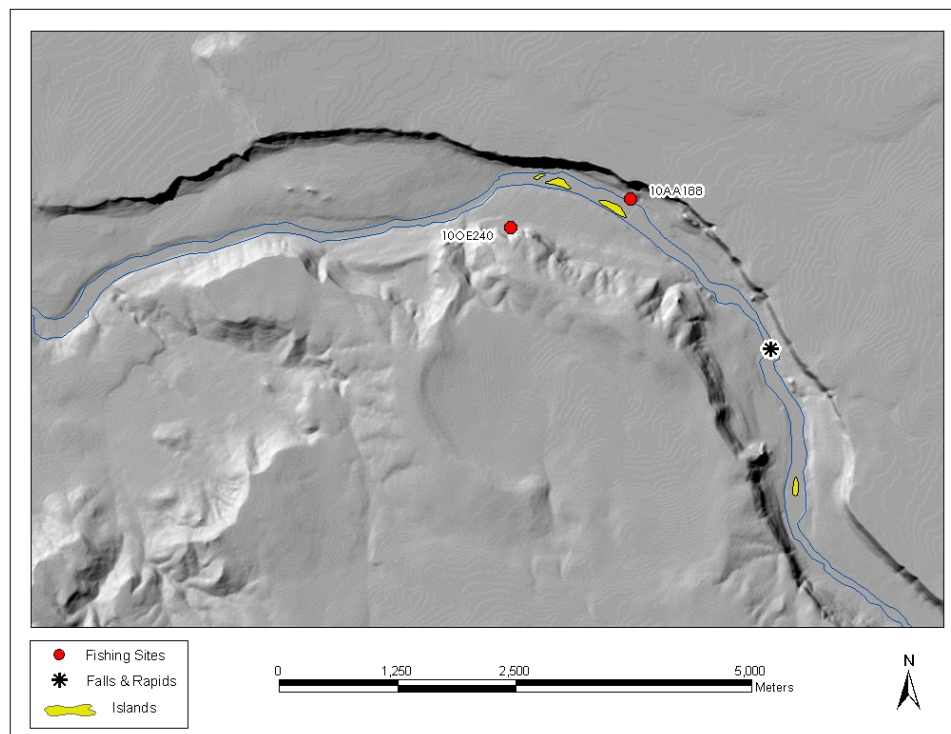 10AA188
10OE240
Fishing Sites
Falls & Rapids
Islands
0 1,250 2,500 5,000
Meters
N